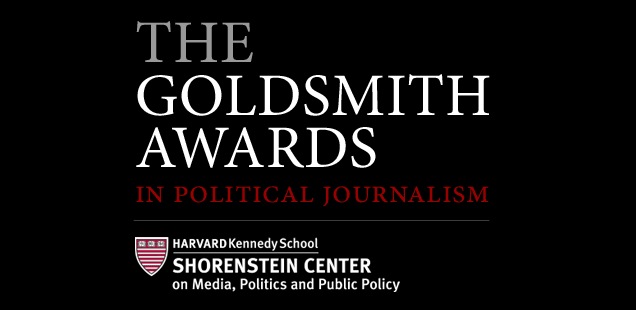 THE
GOLDSMITH
AWARDS
IN POLITICAL JOURNALISM
HARVARD Kennedy School
SHORENSTEIN CENTER
on Media, Politics and Public Policy